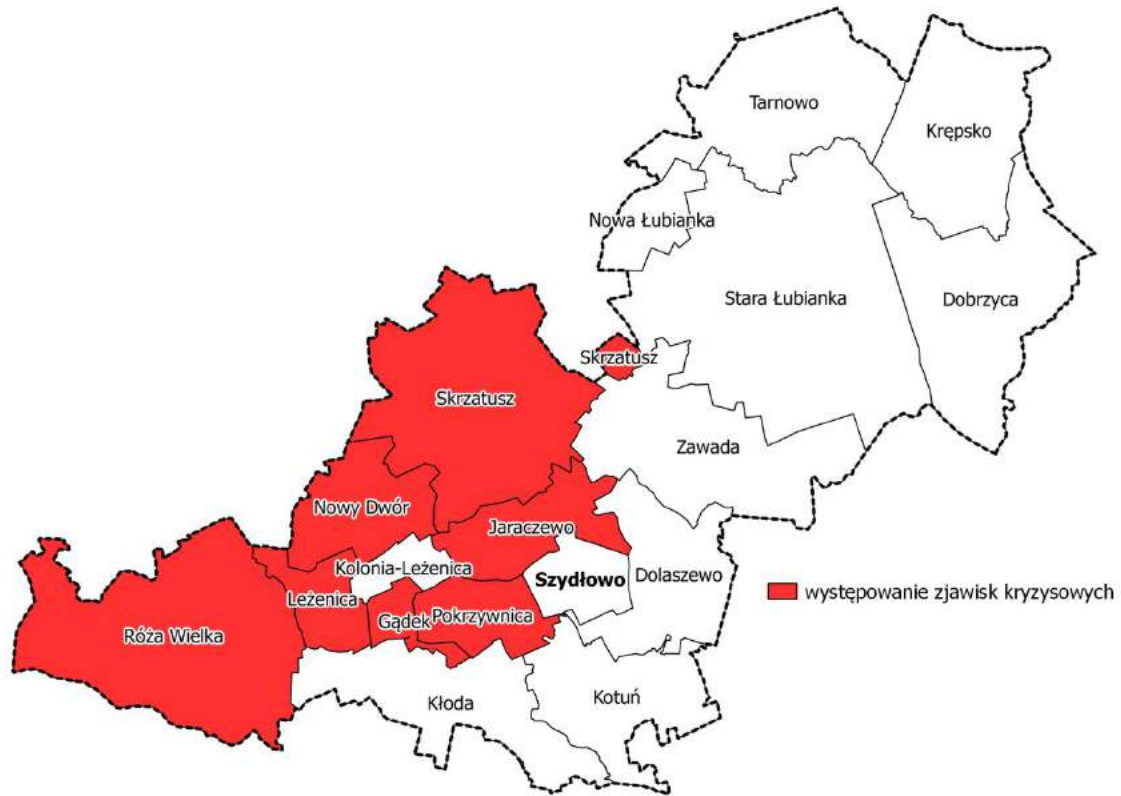 Tarnowo
Krępsko
Nowa Łubianka
Stara Łubianka
Dobrzyca
Skrzatusz
Skrzatusz
Zawada
Nowy Dwór
Jaraczewo
Kolonia-Leżenica
Szydłowo
Dolaszewo
występowanie zjawisk kryzysowych
Leżenica
Gądek
Pokrzywnica
Róża Wielka
Kłoda
Kotuń